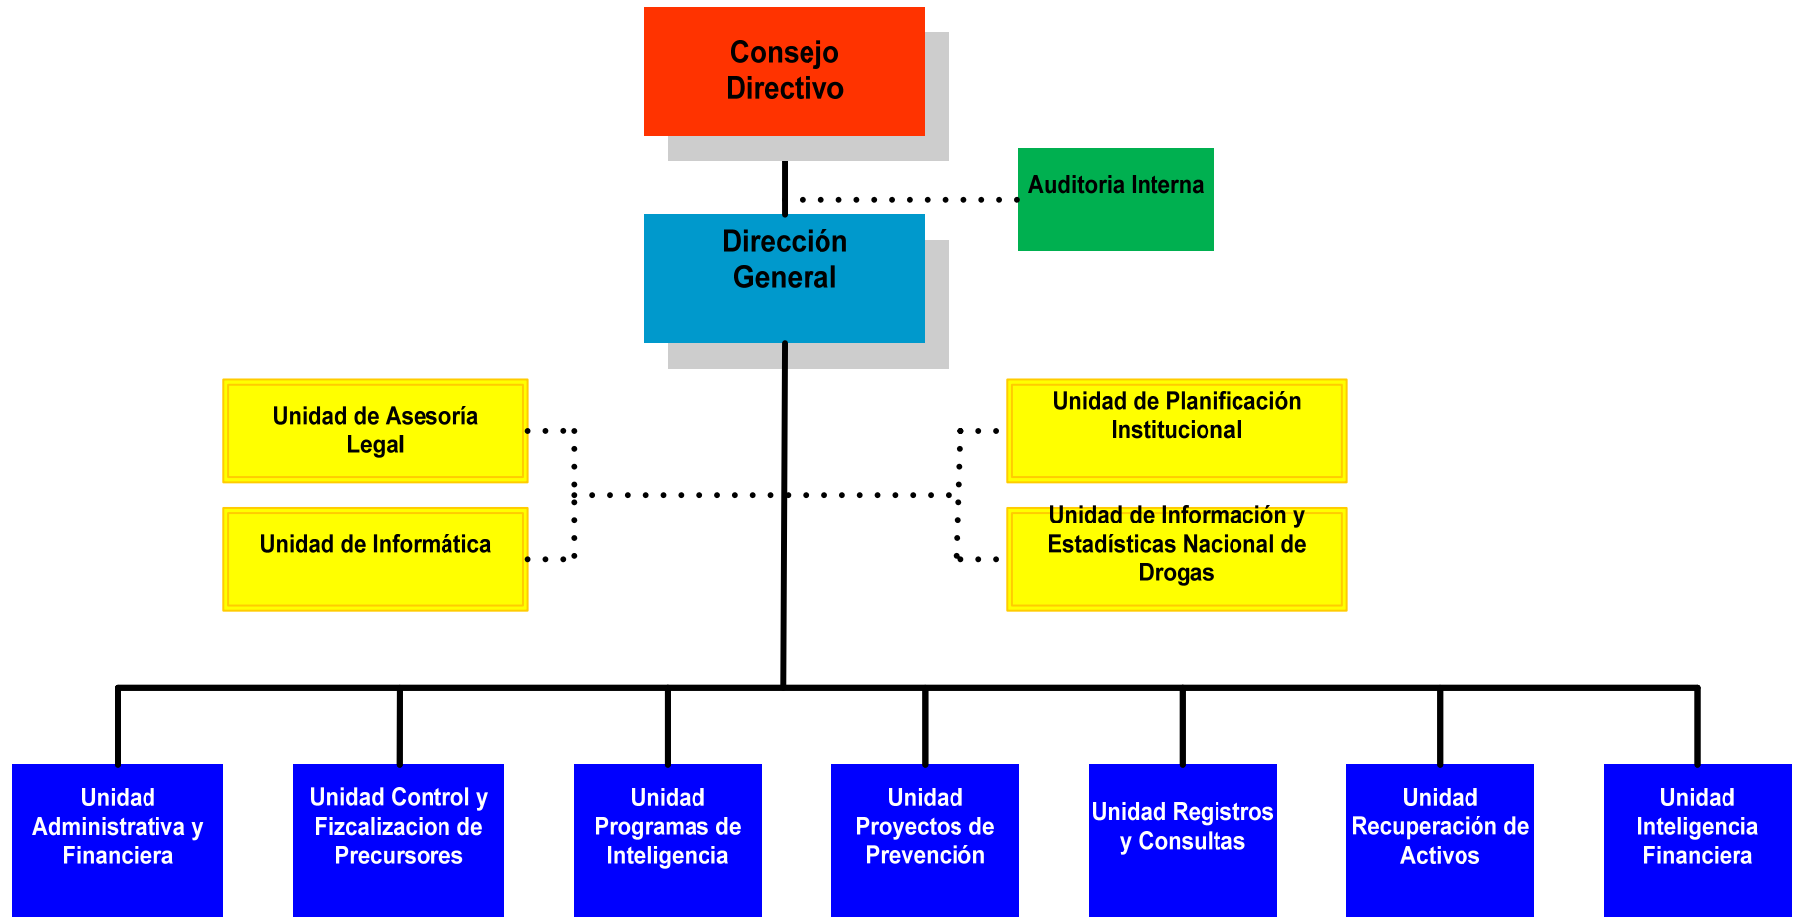 Consejo
Directivo
Auditoria Interna
Dirección
General
Unidad de Asesoría
Legal
Unidad de Planificación
Institucional
Unidad de Informática
Unidad de Información y
Estadísticas Nacional de
Drogas
Unidad
Administrativa y
Financiera
Unidad Control y
Fizcalizacion de
Precursores
Unidad
Programas de
Inteligencia
Unidad
Proyectos de
Prevención
Unidad Registros
y Consultas
Unidad
Recuperación de
Activos
Unidad
Inteligencia
Financiera